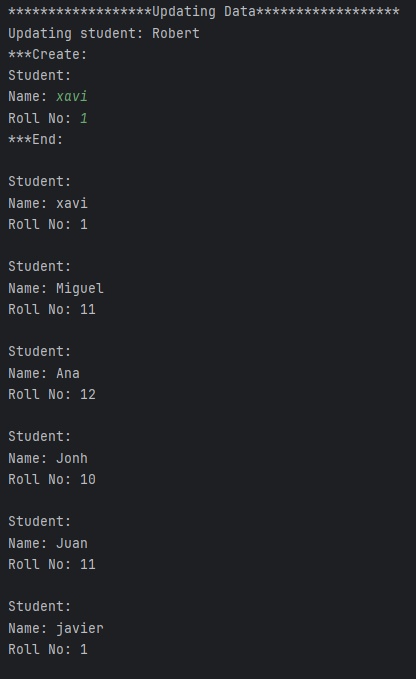 ******************Updating Data******************
Updating student: Robert
***Create:
Student:
Name: xavi
Roll No: 1
***End:
Student:
Name: xavi
Roll No: 1
Student:
Name: Miguel
Roll No: 11
Student:
Name: Ana
Roll No: 12
Student:
Name: Jonh
Roll No: 10
Student:
Name: Juan
Roll No: 11
Student:
Name: javier
Roll No: 1